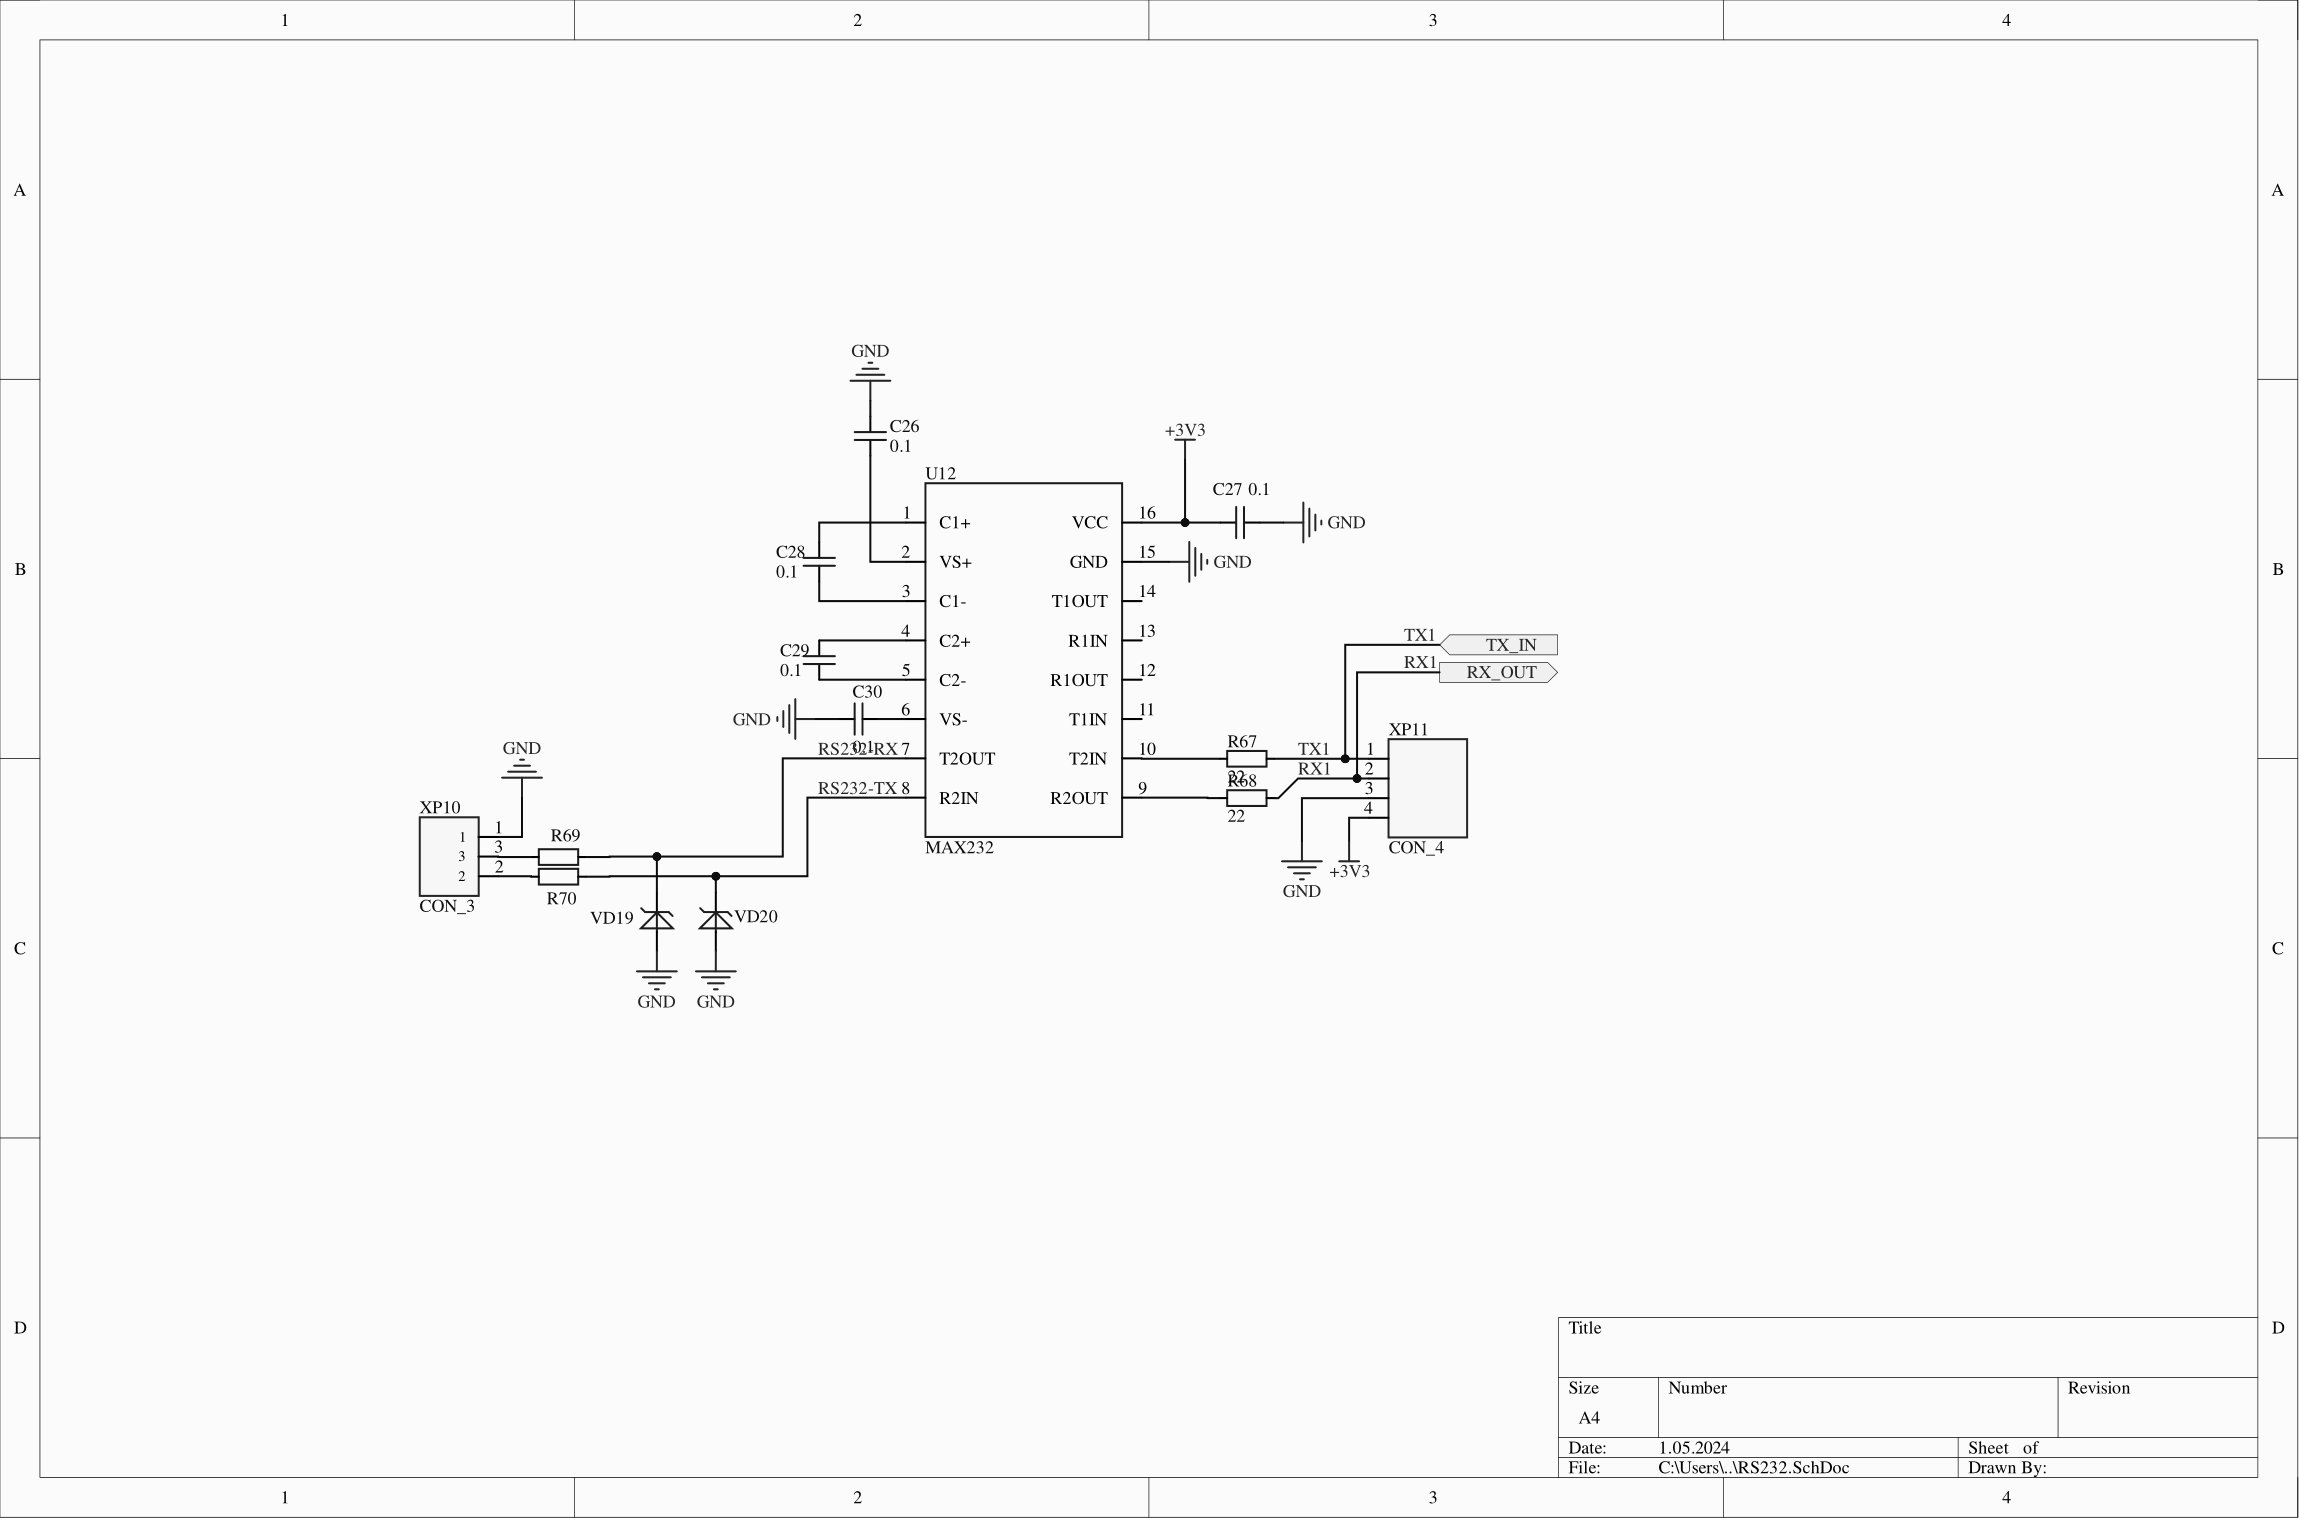 1 2 3 4
A A
B B
C C
D D
GND
C26
0.1
+3V3
U12
C27 0.1
1 C1+ VCC 16 GND
C28
0.1
2 VS+ GND 15 GND
3 C1- T1OUT 14
4 C2+ R1IN 13
C29
0.1
5 C2- R1OUT 12
C30
0.1
GND 6 VS- T1IN 11
RS232-RX 7 T2OUT T2IN 10
RS232-TX 8 R2IN R2OUT 9
MAX232
TX1 TX_IN
RX1 RX_OUT
R67
22
R68
22
TX1
RX1
XP11
1
2
3
4
CON_4
GND
+3V3
GND
XP10
1 1
3 3
2 2
CON_3
R69
R70
VD19
VD20
GND
GND
Title
Size
A4
Number
Revision
Date: 1.05.2024
Sheet of
File: C:\Users\..\RS232.SchDoc
Drawn By:
1 2 3 4